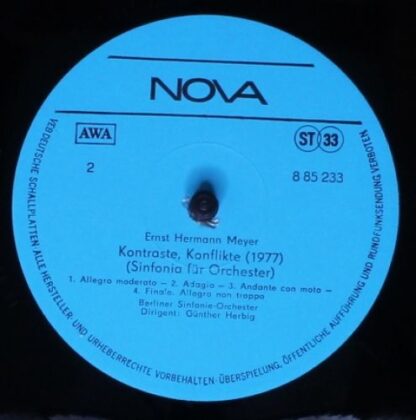 NOVA
AWA
ST 33
2
8 85 233
Ernst Hermann Meyer
Kontraste, Konflikte (1977)
(Sinfonia für Orchester)
1. Allegro moderato – 2. Adagio – 3. Andante con moto –
4. Finale. Allegro non troppo
Berliner Sinfonie-Orchester
Dirigent: Günther Herbig
VEB DEUTSCHE SCHALLPLATTEN ALLE HERSTELLER- UND URHEBERRECHTE VORBEHALTEN · ÜBERSPIELUNG, ÖFFENTLICHE AUFFÜHRUNG UND RUNDFUNKSENDUNG VERBOTEN